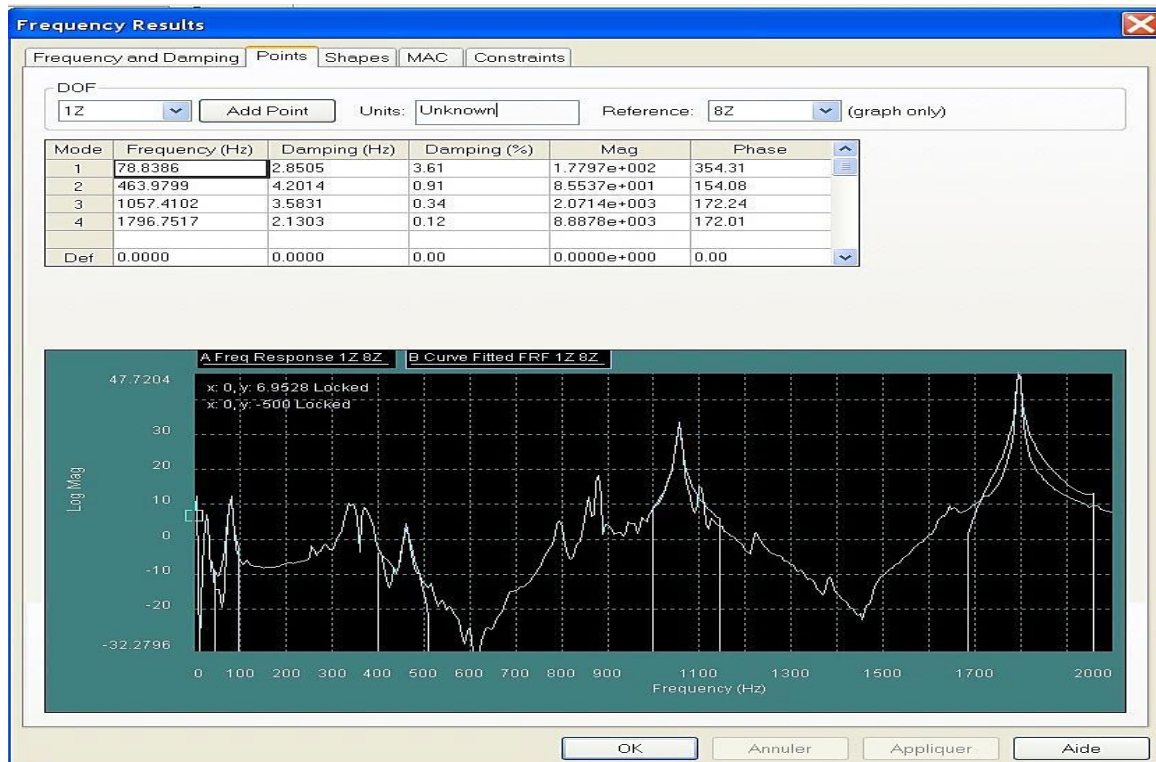 Frequency Results
Frequency and Damping Points Shapes MAC Constraints
DOF
1Z Add Point Units: Unknown Reference: 8Z (graph only)
Mode Frequency (Hz) Damping (Hz) Damping (%) Mag Phase
1 78.8386 2.8505 3.61 1.7797e+002 354.31
2 463.9799 4.2014 0.91 8.5537e+001 154.08
3 1057.4102 3.5831 0.34 2.0714e+003 172.24
4 1796.7517 2.1303 0.12 8.8878e+003 172.01
Def 0.0000 0.0000 0.00 0.0000e+000 0.00
A Freq Response 1Z 8Z B Curve Fitted FRF 1Z 8Z
47.7204
x: 0, y: 6.9528 Locked
x: 0, y: -500 Locked
30
20
Log Mag
10
0
-10
-20
-32.2796
0 100 200 300 400 500 600 700 800 900 1100 1300 1500 1700 2000
Frequency (Hz)
OK Annuler Appliquer Aide